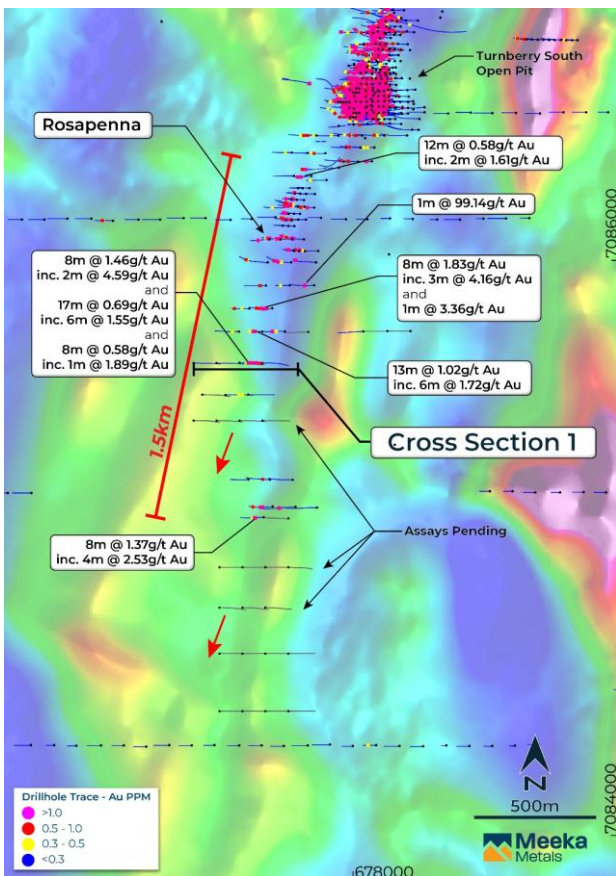 Turnberry South
Open Pit
Rosapenna
12m @ 0.58g/t Au
inc. 2m @ 1.61g/t Au
1m @ 99.14g/t Au
7086000
8m @ 1.46g/t Au
inc. 2m @ 4.59g/t Au
and
17m @ 0.69g/t Au
inc. 6m @ 1.55g/t Au
and
8m @ 0.58g/t Au
inc. 1m @ 1.89g/t Au
8m @ 1.83g/t Au
inc. 3m @ 4.16g/t Au
and
1m @ 3.36g/t Au
13m @ 1.02g/t Au
inc. 6m @ 1.72g/t Au
1.5km
Cross Section 1
Assays Pending
8m @ 1.37g/t Au
inc. 4m @ 2.53g/t Au
N
500m
7084000
Drillhole Trace - Au PPM
>1.0
0.5 - 1.0
0.3 - 0.5
<0.3
Meeka
Metals
678000